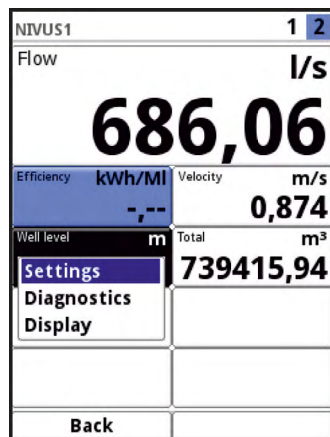 NIVUS1 1 2
Flow l/s
686,06
Efficiency kWh/Ml Velocity m/s
-,-- 0,874
Well level m Total m³
Settings 739415,94
Diagnostics
Display
Back